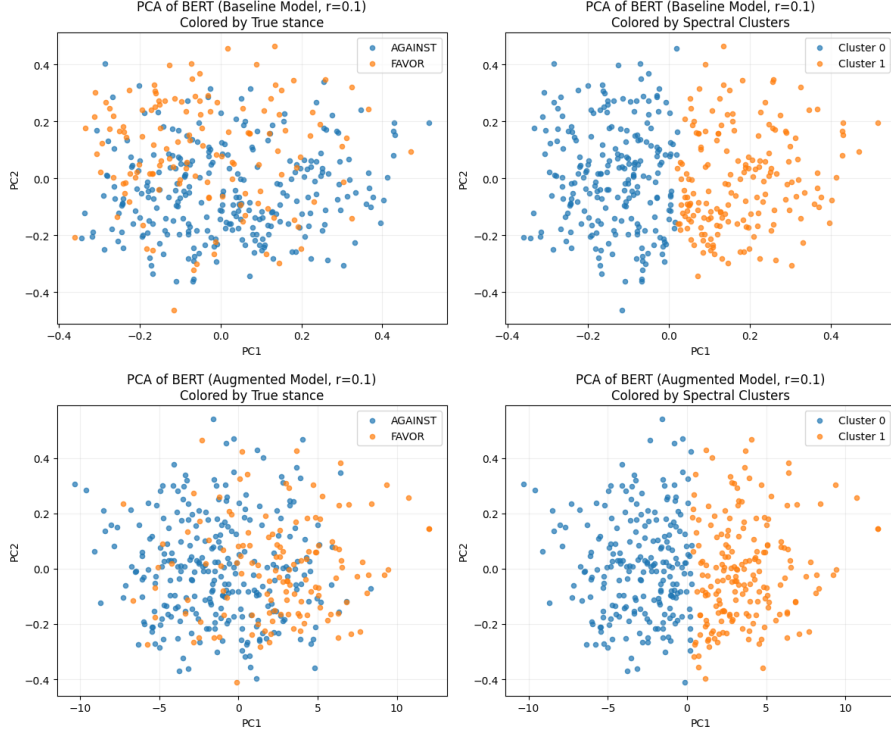 PCA of BERT (Baseline Model, r=0.1)
Colored by True stance
AGAINST
FAVOR
0.4
0.2
0.0
−0.2
−0.4
PC2
−0.4
−0.2
0.0
0.2
0.4
PC1
PCA of BERT (Baseline Model, r=0.1)
Colored by Spectral Clusters
Cluster 0
Cluster 1
0.4
0.2
0.0
−0.2
−0.4
PC2
−0.4
−0.2
0.0
0.2
0.4
PC1
PCA of BERT (Augmented Model, r=0.1)
Colored by True stance
AGAINST
FAVOR
0.4
0.2
0.0
−0.2
−0.4
PC2
−10
−5
0
5
10
PC1
PCA of BERT (Augmented Model, r=0.1)
Colored by Spectral Clusters
Cluster 0
Cluster 1
0.4
0.2
0.0
−0.2
−0.4
PC2
−10
−5
0
5
10
PC1